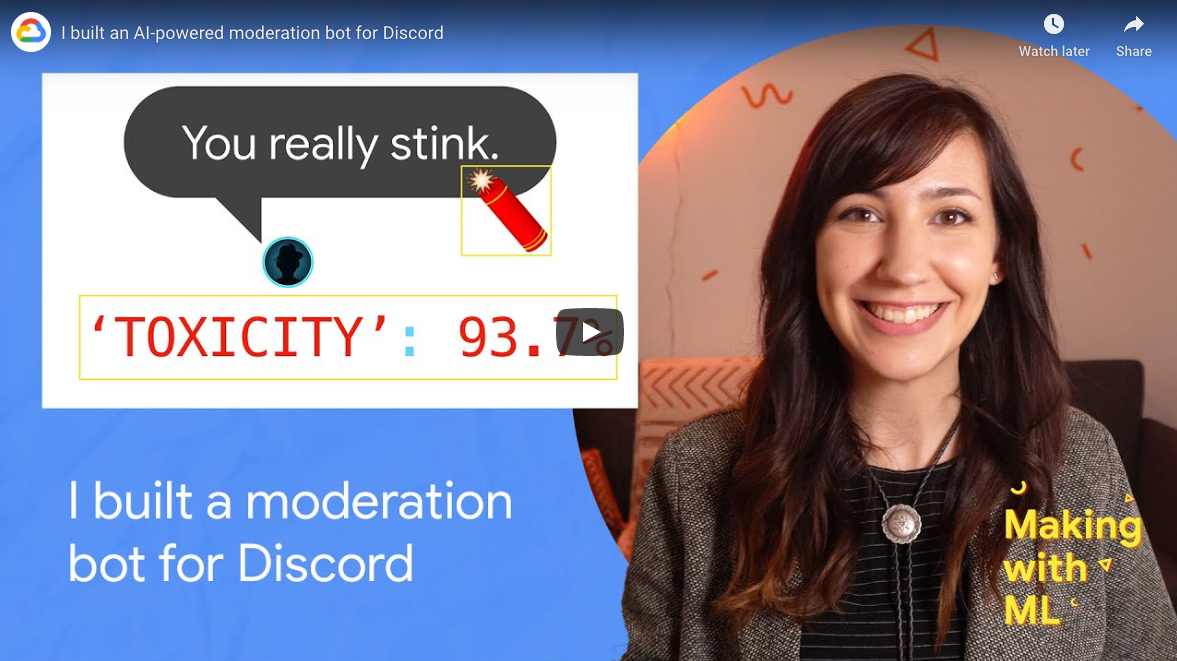 I built an AI-powered moderation bot for Discord
Watch later
Share
You really stink.
‘TOXICITY’: 93.7%
I built a moderation
bot for Discord
Making
with
ML